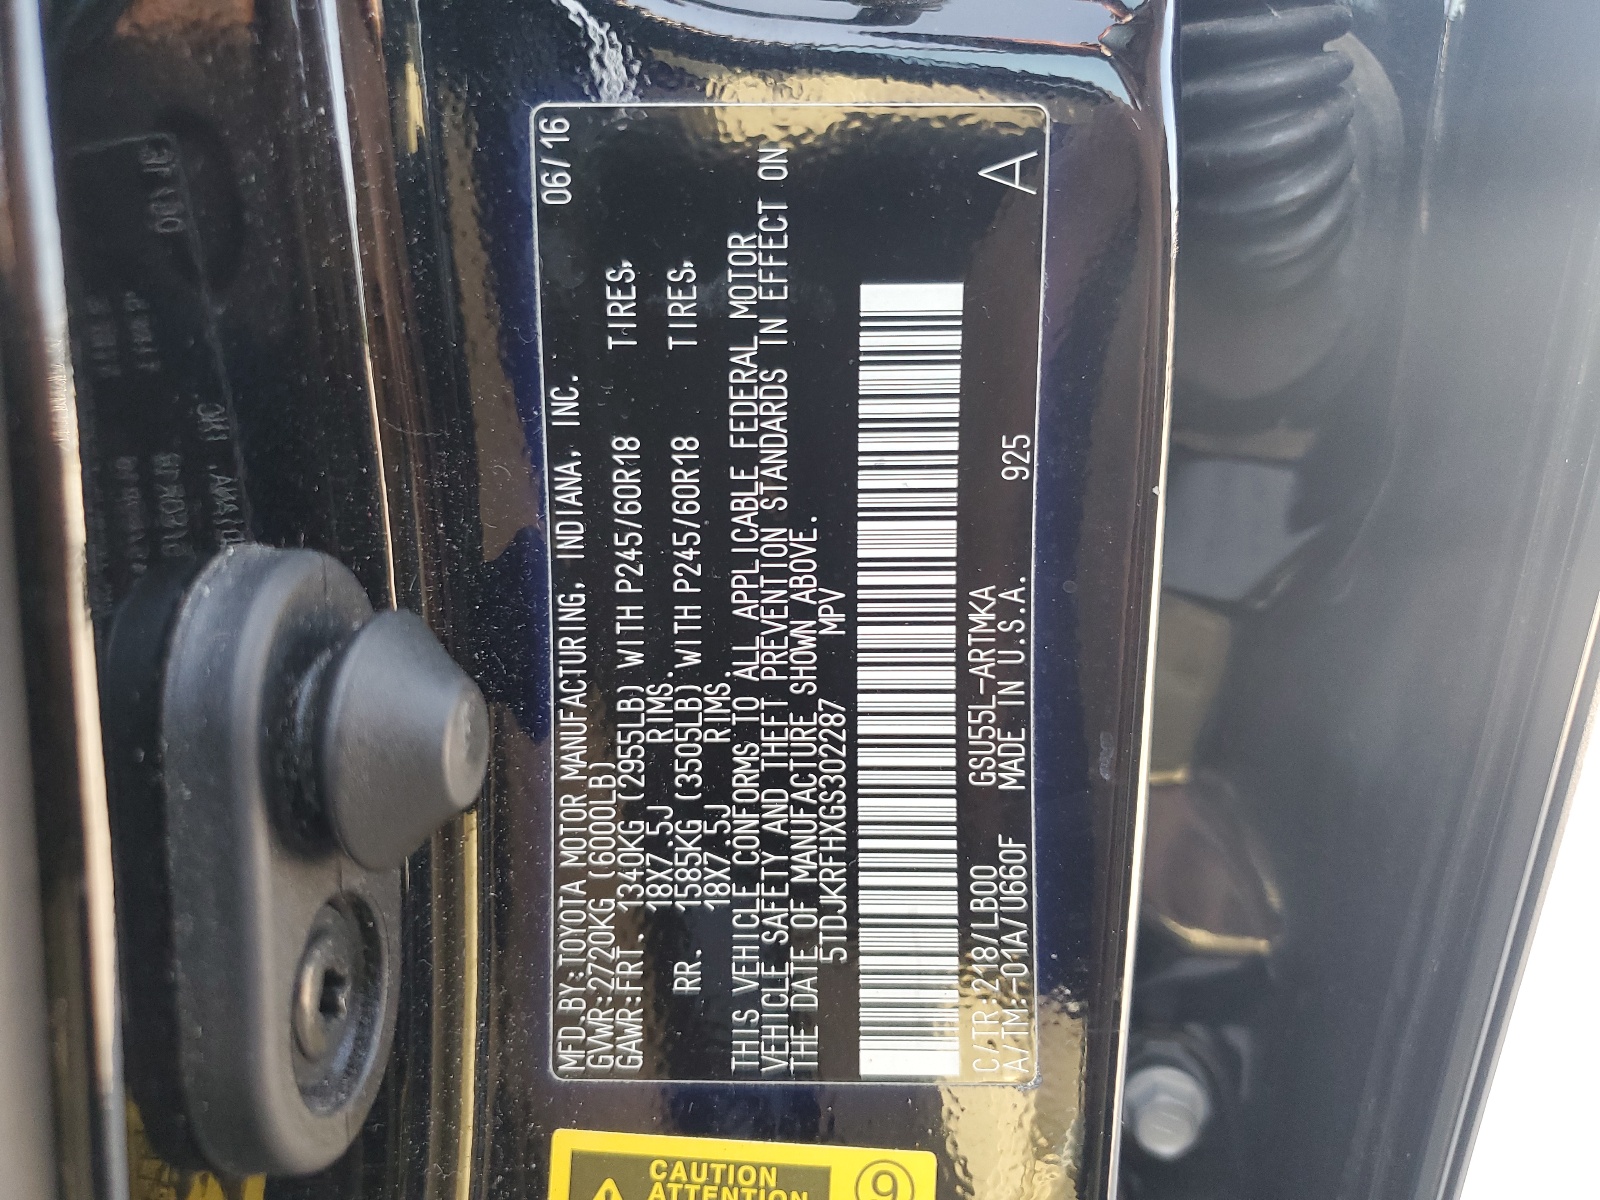 MFD.BY:TOYOTA MOTOR MANUFACTURING, INDIANA, INC. 06/16
GVWR:2720KG (6000LB)
GAWR:FRT. 1340KG (2955LB) WITH P245/60R18 TIRES,
18X7.5J RIMS.
RR. 1585KG (3505LB) WITH P245/60R18 TIRES,
18X7.5J RIMS.
THIS VEHICLE CONFORMS TO ALL APPLICABLE FEDERAL MOTOR
VEHICLE SAFETY AND THEFT PREVENTION STANDARDS IN EFFECT ON
THE DATE OF MANUFACTURE SHOWN ABOVE.
5TDJKRFHXGS302287 MPV
C/TR:218/LB00 GSU55L-ARTMKA
A/TM:-01A/U660F MADE IN U.S.A. 925 A
CAUTION
ATTENTION
9